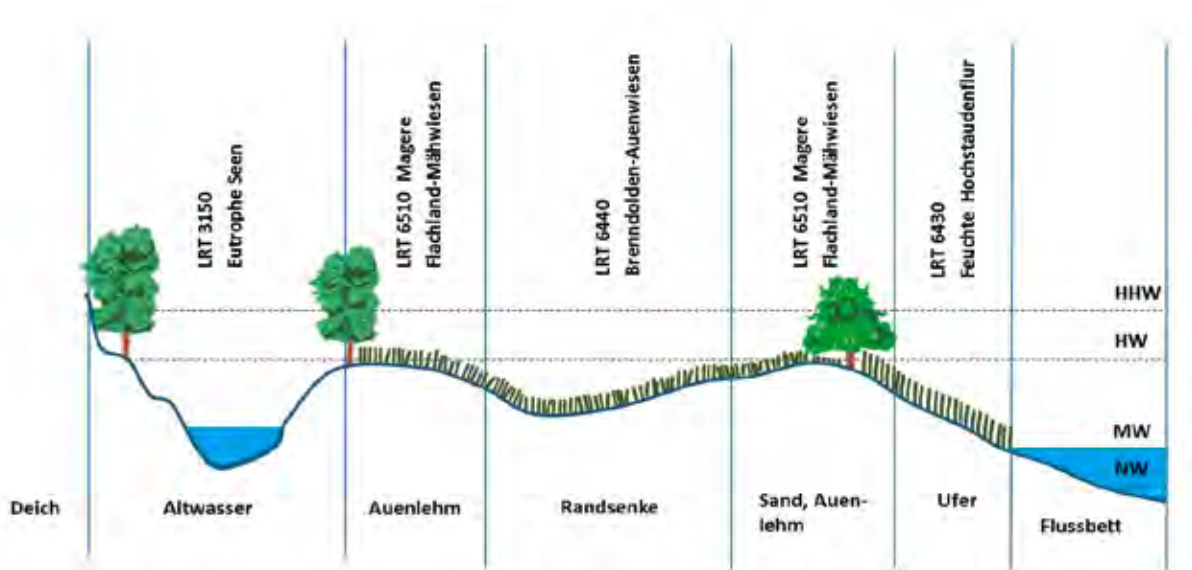 LRT 3150
Eutrophe Seen
LRT 6510 Magere
Flachland-Mähwiesen
LRT 6440
Brenndolden-Auenwiesen
LRT 6510 Magere
Flachland-Mähwiesen
LRT 6430
Feuchte Hochstaudenflur
HHW
HW
MW
NW
Deich
Altwasser
Auenlehm
Randsenke
Sand, Auen-
lehm
Ufer
Flussbett